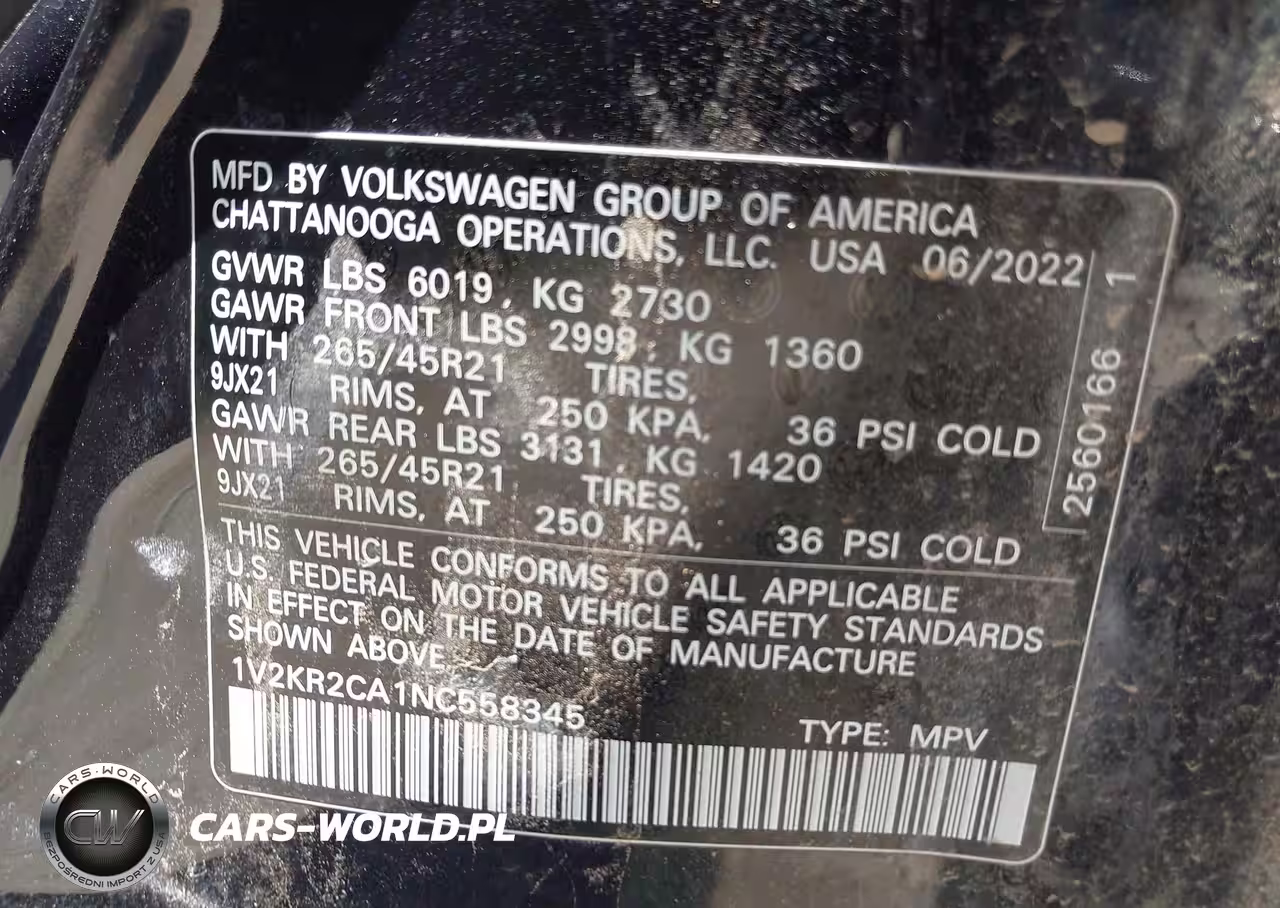 MFD BY VOLKSWAGEN GROUP OF AMERICA
CHATTANOOGA OPERATIONS, LLC. USA 06/2022
GVWR LBS 6019, KG 2730
GAWR FRONT LBS 2998, KG 1360
WITH 265/45R21 TIRES,
9JX21 RIMS, AT 250 KPA, 36 PSI COLD
GAWR REAR LBS 3131, KG 1420
WITH 265/45R21 TIRES,
9JX21 RIMS, AT 250 KPA, 36 PSI COLD
2560166 1
THIS VEHICLE CONFORMS TO ALL APPLICABLE
U.S. FEDERAL MOTOR VEHICLE SAFETY STANDARDS
IN EFFECT ON THE DATE OF MANUFACTURE
SHOWN ABOVE.
1V2KR2CA1NC558345
TYPE: MPV
CARS-WORLD
CW
BEZPOŚREDNI IMPORT Z USA
CARS-WORLD.PL